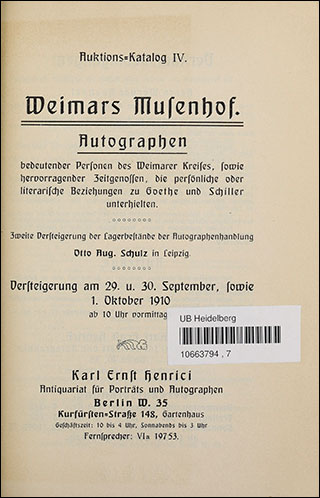 Auktions=Katalog IV.
Weimars Musenhof.
Autographen
bedeutender Personen des Weimarer Kreises, sowie
hervorragender Zeitgenossen, die persönliche oder
literarische Beziehungen zu Goethe und Schiller
unterhielten.
Zweite Versteigerung der Lagerbestände der Autographenhandlung
Otto Aug. Schulz in Leipzig.
Versteigerung am 29. u. 30. September, sowie
1. Oktober 1910
ab 10 Uhr vormittag
UB Heidelberg
10663794 , 7
Karl Ernst Henrici
Antiquariat für Porträts und Autographen
Berlin W. 35
Kurfürsten=Straße 148, Gartenhaus
Geschäftszeit: 10 bis 4 Uhr, Sonnabends bis 3 Uhr
Fernsprecher: VIa 19753.